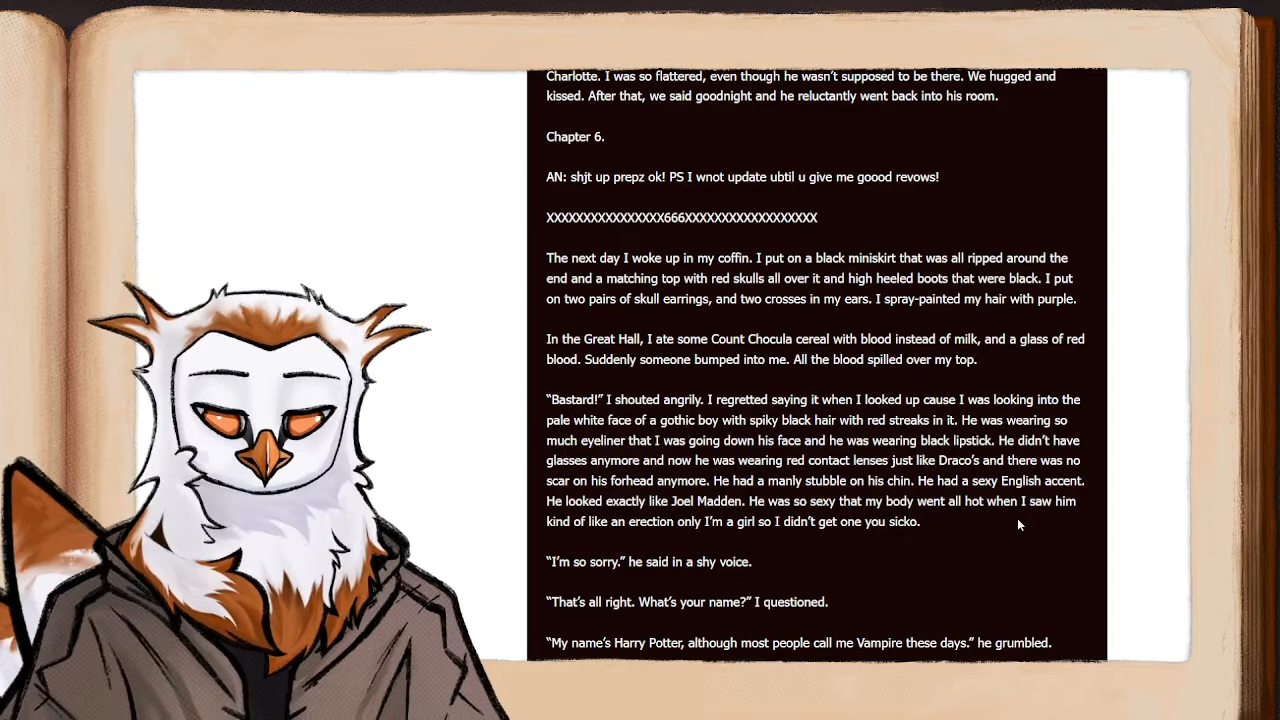 Charlotte. I was so flattered, even though he wasn't supposed to be there. We hugged and
kissed. After that, we said goodnight and he reluctantly went back into his room.
Chapter 6.
AN: shjt up prepz ok! PS I wnot update ubtil u give me goood revows!
XXXXXXXXXXXXXXXX666XXXXXXXXXXXXXXXXXX
The next day I woke up in my coffin. I put on a black miniskirt that was all ripped around the
end and a matching top with red skulls all over it and high heeled boots that were black. I put
on two pairs of skull earrings, and two crosses in my ears. I spray-painted my hair with purple.
In the Great Hall, I ate some Count Chocula cereal with blood instead of milk, and a glass of red
blood. Suddenly someone bumped into me. All the blood spilled over my top.
“Bastard!” I shouted angrily. I regretted saying it when I looked up cause I was looking into the
pale white face of a gothic boy with spiky black hair with red streaks in it. He was wearing so
much eyeliner that I was going down his face and he was wearing black lipstick. He didn't have
glasses anymore and now he was wearing red contact lenses just like Draco's and there was no
scar on his forhead anymore. He had a manly stubble on his chin. He had a sexy English accent.
He looked exactly like Joel Madden. He was so sexy that my body went all hot when I saw him
kind of like an erection only I'm a girl so I didn't get one you sicko.
“I'm so sorry.” he said in a shy voice.
“That's all right. What's your name?” I questioned.
“My name's Harry Potter, although most people call me Vampire these days.” he grumbled.